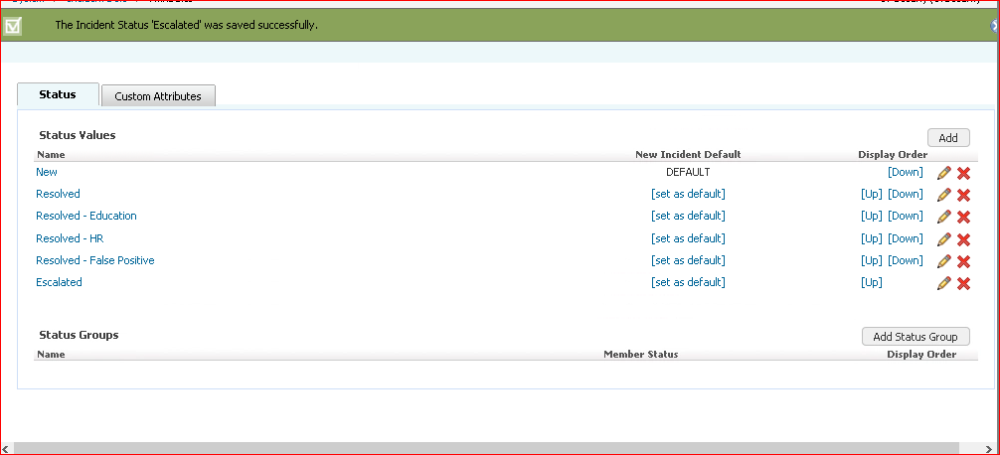 The Incident Status 'Escalated' was saved successfully.
Status Custom Attributes
Status Values Add
Name New Incident Default Display Order
New DEFAULT [Down]
Resolved [set as default] [Up] [Down]
Resolved - Education [set as default] [Up] [Down]
Resolved - HR [set as default] [Up] [Down]
Resolved - False Positive [set as default] [Up] [Down]
Escalated [set as default] [Up]
Status Groups Add Status Group
Name Member Status Display Order